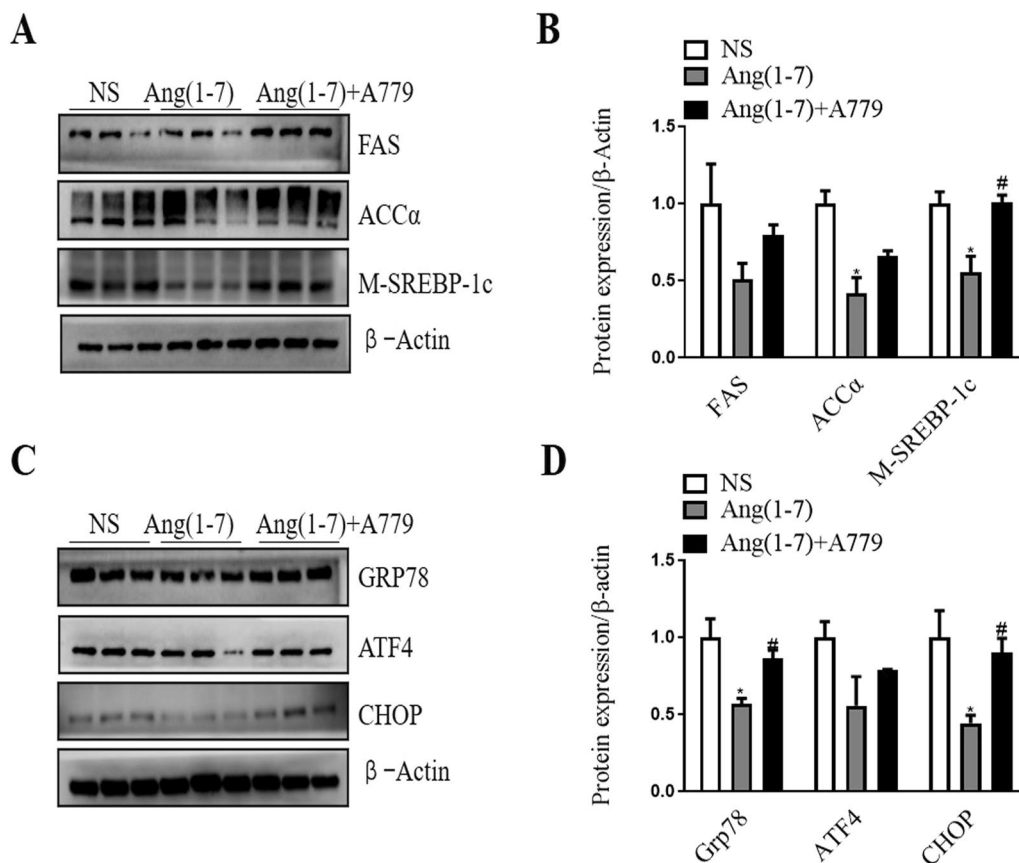 A
NS Ang(1-7) Ang(1-7)+A779
FAS
ACCα
M-SREBP-1c
β-Actin
B
NS
Ang(1-7)
Ang(1-7)+A779
Protein expression/β-Actin
1.5
1.0
0.5
0.0
* * #
FAS
ACCα
M-SREBP-1c
C
NS Ang(1-7) Ang(1-7)+A779
GRP78
ATF4
CHOP
β-Actin
D
NS
Ang(1-7)
Ang(1-7)+A779
Protein expression/β-actin
1.5
1.0
0.5
0.0
* # * #
Grp78
ATF4
CHOP